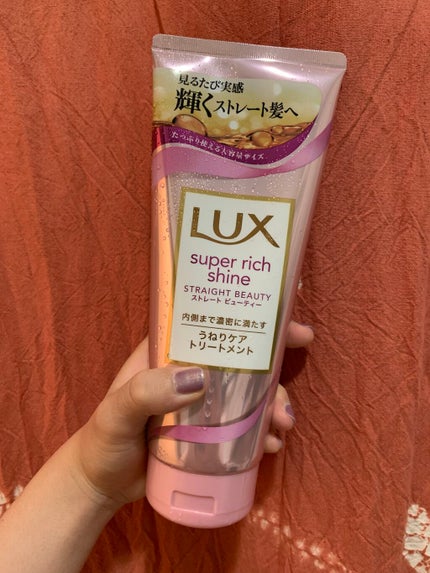 見るたび実感
輝くストレート髪へ
たっぷり使える大容量サイズ
LUX
super rich
shine
STRAIGHT BEAUTY
ストレート ビューティー
内側まで濃密に満たす
うねりケア
トリートメント